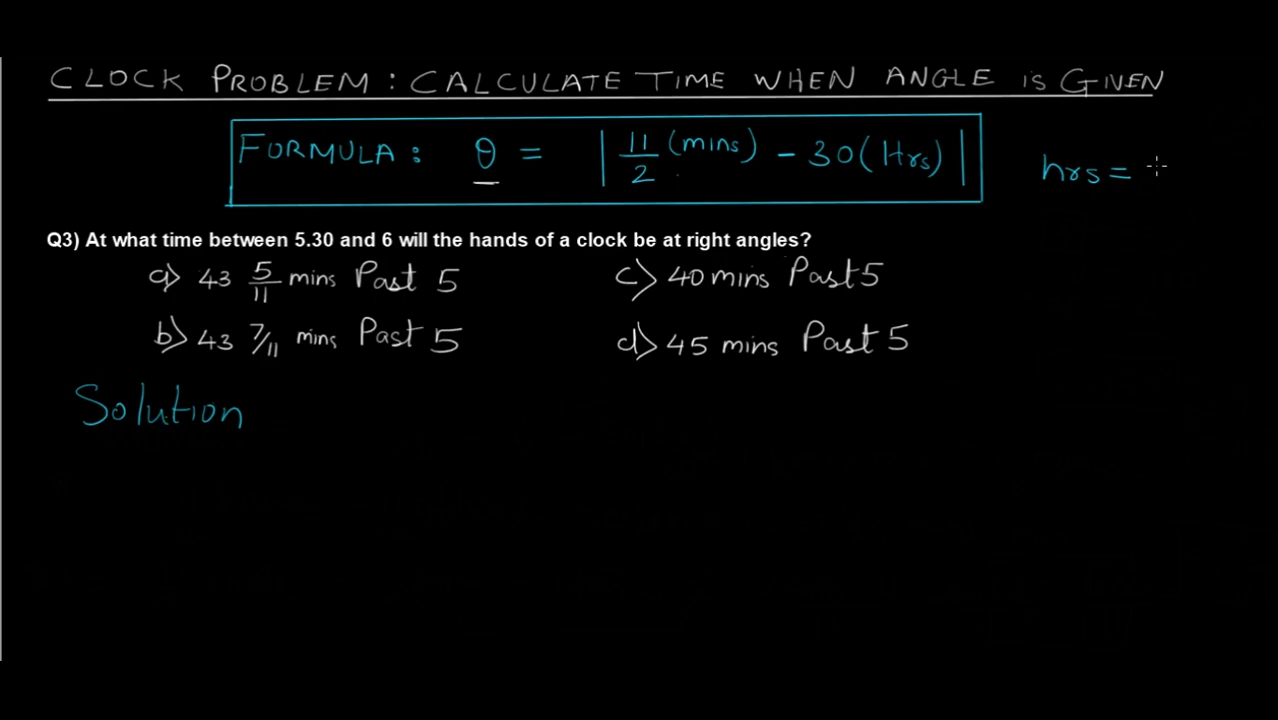 CLOCK PROBLEM : CALCULATE TIME WHEN ANGLE is GIVEN
FORMULA : θ = | 11/2 (mins) - 30 (Hrs) |
hrs =
Q3) At what time between 5.30 and 6 will the hands of a clock be at right angles?
a) 43 5/11 mins Past 5
c) 40 mins Past 5
b) 43 7/11 mins Past 5
d) 45 mins Past 5
Solution